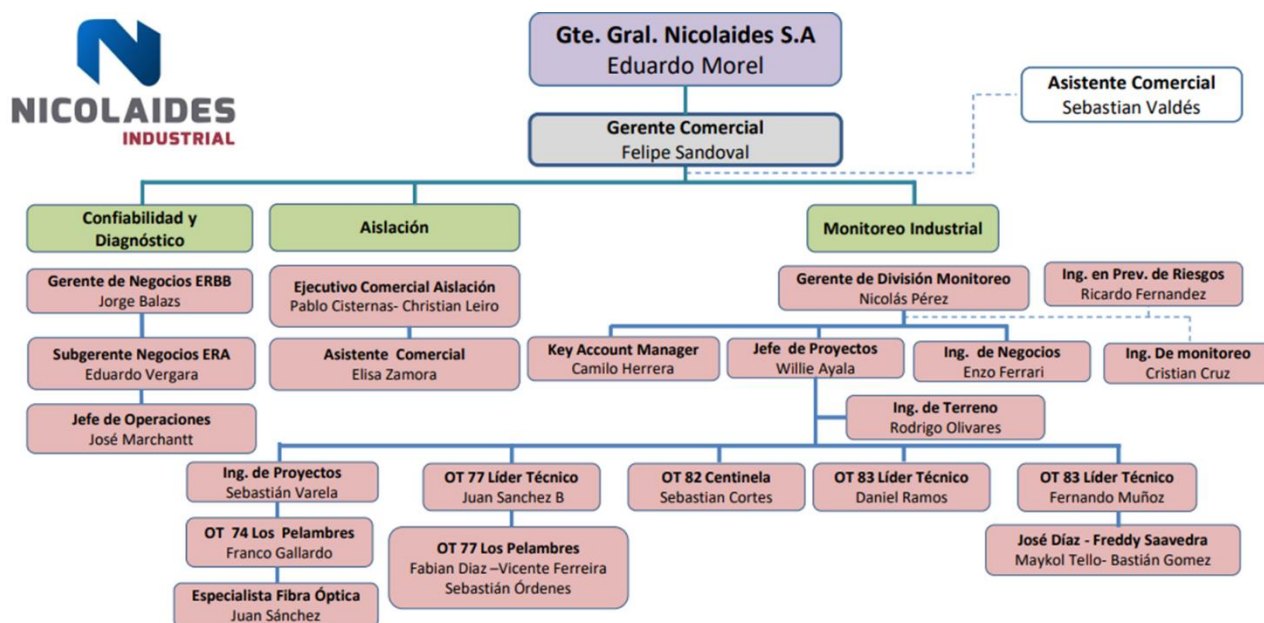 NICOLAIDES
INDUSTRIAL
Gte. Gral. Nicolaides S.A
Eduardo Morel
Asistente Comercial
Sebastian Valdés
Gerente Comercial
Felipe Sandoval
Confiabilidad y
Diagnóstico
Aislación
Monitoreo Industrial
Gerente de Negocios ERBB
Jorge Balazs
Ejecutivo Comercial Aislación
Pablo Cisternas- Christian Leiro
Gerente de División Monitoreo
Nicolás Pérez
Ing. en Prev. de Riesgos
Ricardo Fernandez
Subgerente Negocios ERA
Eduardo Vergara
Asistente Comercial
Elisa Zamora
Key Account Manager
Camilo Herrera
Jefe de Proyectos
Willie Ayala
Ing. de Negocios
Enzo Ferrari
Ing. De monitoreo
Cristian Cruz
Jefe de Operaciones
José Marchantt
Ing. de Terreno
Rodrigo Olivares
Ing. de Proyectos
Sebastián Varela
OT 77 Líder Técnico
Juan Sanchez B
OT 82 Centinela
Sebastian Cortes
OT 83 Líder Técnico
Daniel Ramos
OT 83 Líder Técnico
Fernando Muñoz
OT 74 Los Pelambres
Franco Gallardo
OT 77 Los Pelambres
Fabian Diaz –Vicente Ferreira
Sebastián Órdenes
José Díaz - Freddy Saavedra
Maykol Tello- Bastián Gomez
Especialista Fibra Óptica
Juan Sánchez